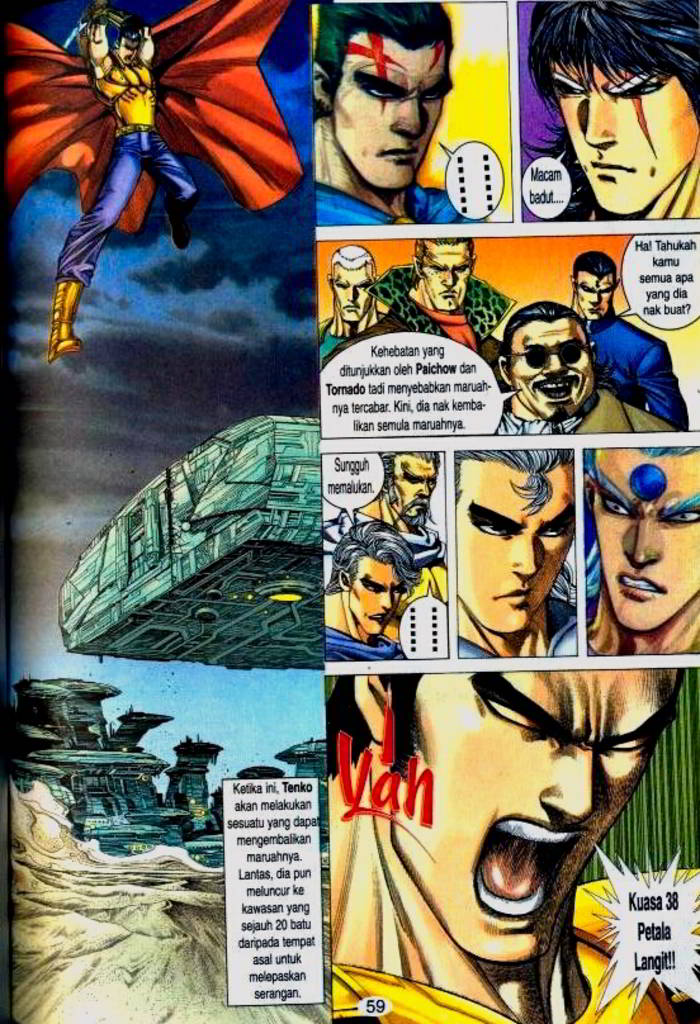 Macam
badut....
Ha! Tahukah
kamu
semua apa
yang dia
nak buat?
Kehebatan yang
ditunjukkan oleh Paichow dan
Tornado tadi menyebabkan maruah-
nya tercabar. Kini, dia nak kemba-
likan semula maruahnya.
Sungguh
memalukan.
Yah
Kuasa 38
Petala
Langit!!
Ketika ini, Tenko
akan melakukan
sesuatu yang dapat
mengembalikan
maruahnya.
Lantas, dia pun
meluncur ke
kawasan yang
sejauh 20 batu
daripada tempat
asal untuk
melepaskan
serangan.
59